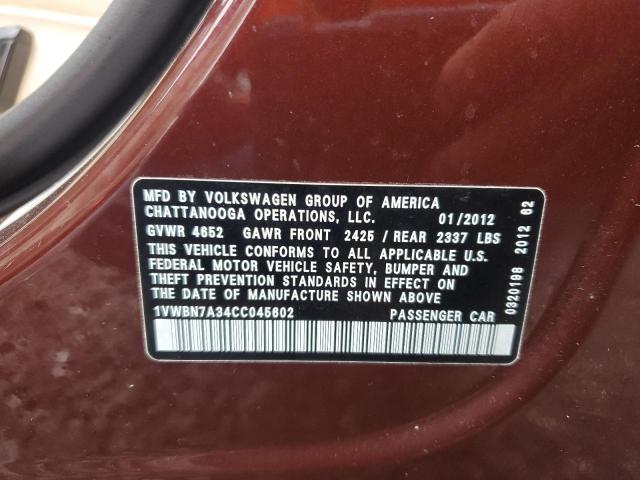 MFD BY VOLKSWAGEN GROUP OF AMERICA
CHATTANOOGA OPERATIONS, LLC. 01/2012
GVWR 4652 GAWR FRONT 2425 / REAR 2337 LBS
THIS VEHICLE CONFORMS TO ALL APPLICABLE U.S.
FEDERAL MOTOR VEHICLE SAFETY, BUMPER AND
THEFT PREVENTION STANDARDS IN EFFECT ON
THE DATE OF MANUFACTURE SHOWN ABOVE
1VWBN7A34CC045602 PASSENGER CAR
0320198 2012 62